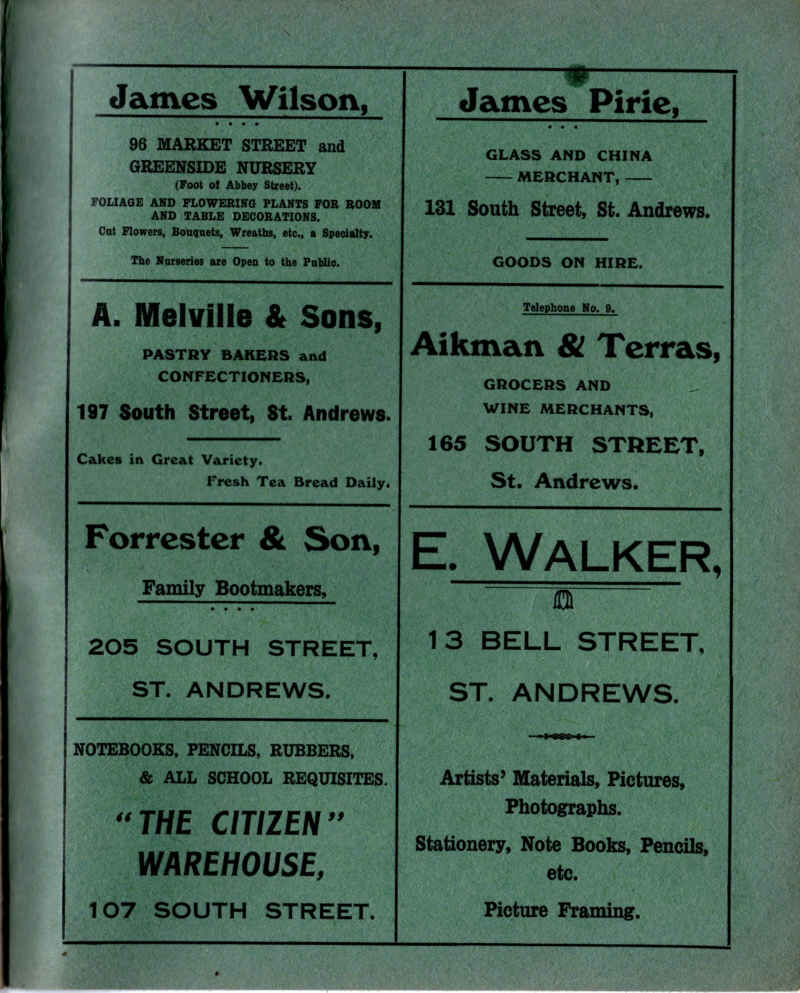 James Wilson,
96 MARKET STREET and
GREENSIDE NURSERY
(Foot of Abbey Street).
FOLIAGE AND FLOWERING PLANTS FOR ROOM
AND TABLE DECORATIONS.
Cut Flowers, Bouquets, Wreaths, etc., a Specialty.
The Nurseries are Open to the Public.
A. Melville & Sons,
PASTRY BAKERS and
CONFECTIONERS,
197 South Street, St. Andrews.
Cakes in Great Variety.
Fresh Tea Bread Daily.
Forrester & Son,
Family Bootmakers,
205 SOUTH STREET,
ST. ANDREWS.
NOTEBOOKS, PENCILS, RUBBERS,
& ALL SCHOOL REQUISITES.
"THE CITIZEN"
WAREHOUSE,
107 SOUTH STREET.
James Pirie,
GLASS AND CHINA
— MERCHANT, —
131 South Street, St. Andrews.
GOODS ON HIRE.
Telephone No. 9.
Aikman & Terras,
GROCERS AND
WINE MERCHANTS,
165 SOUTH STREET,
St. Andrews.
E. WALKER,
13 BELL STREET,
ST. ANDREWS.
Artists' Materials, Pictures,
Photographs.
Stationery, Note Books, Pencils,
etc.
Picture Framing.